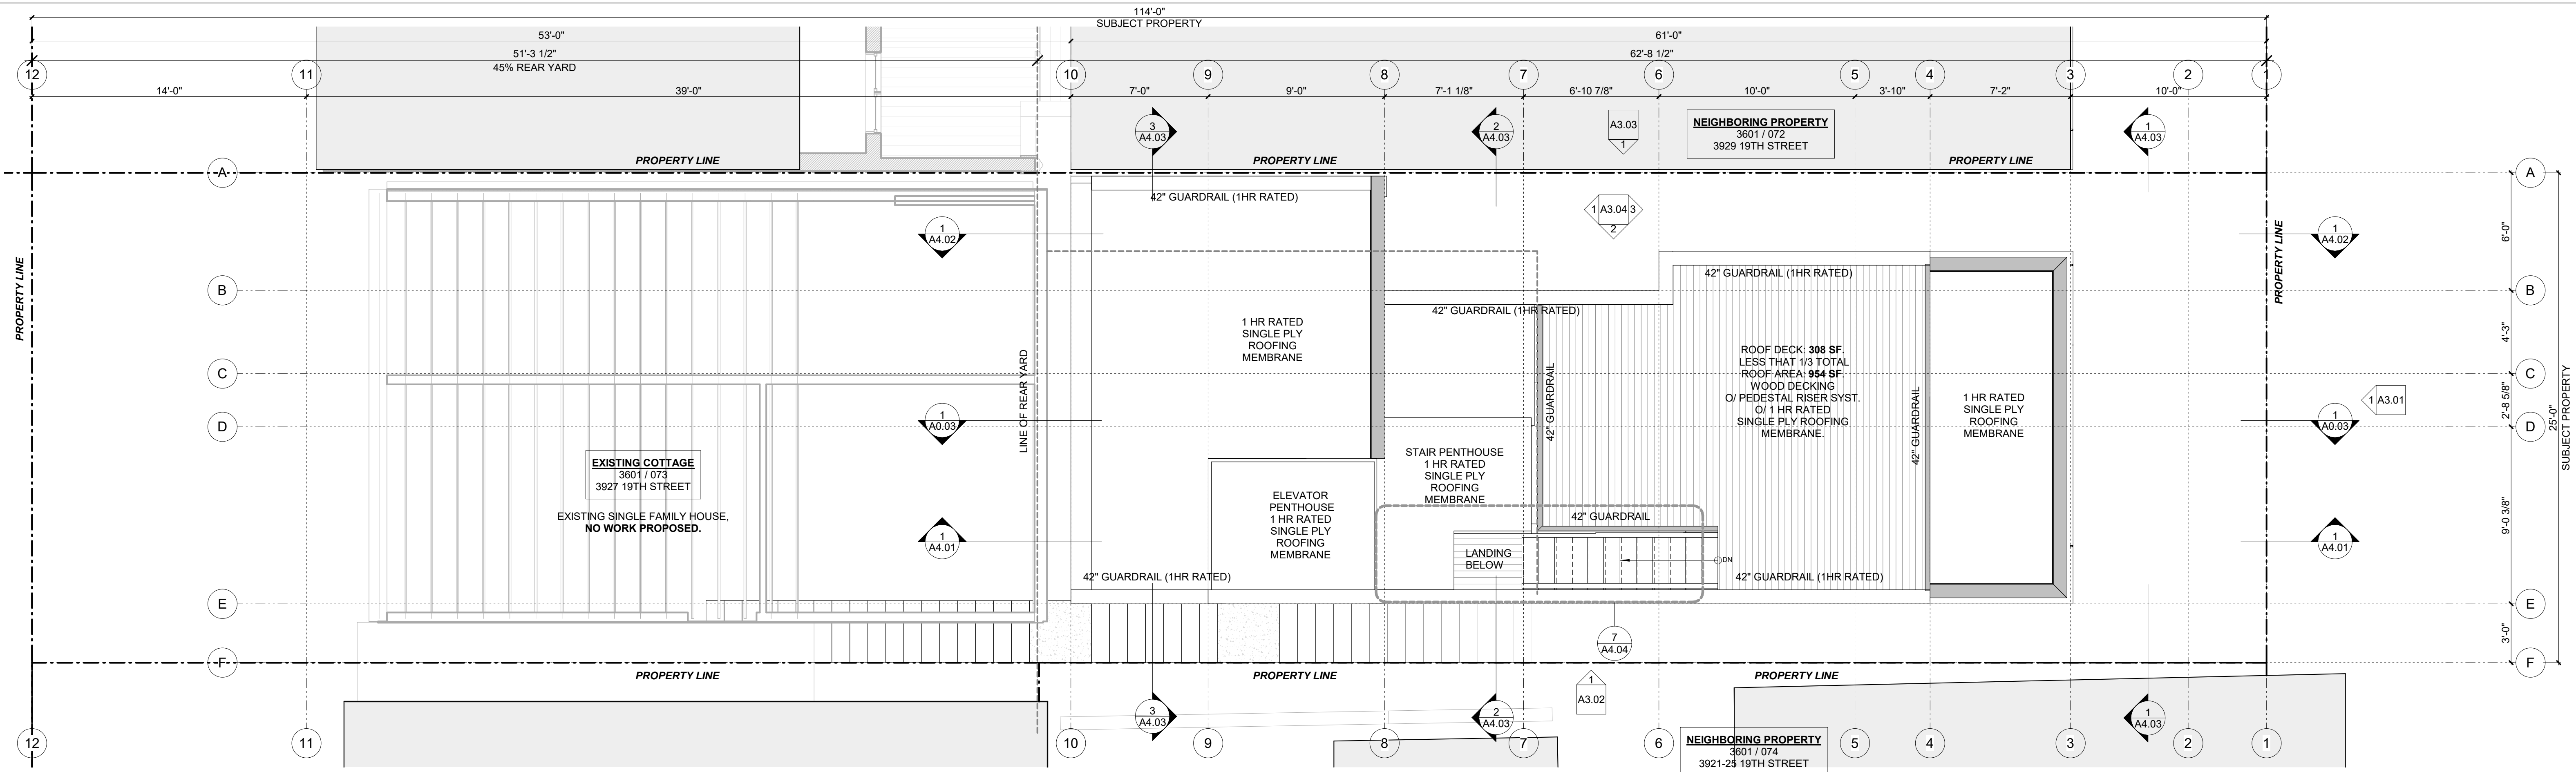 114'-0"
SUBJECT PROPERTY
53'-0"
61'-0"
51'-3 1/2"
62'-8 1/2"
45% REAR YARD
12
11
10
9
8
7
6
5
4
3
2
1
14'-0"
39'-0"
7'-0"
9'-0"
7'-1 1/8"
6'-10 7/8"
10'-0"
3'-10"
7'-2"
10'-0"
3
A4.03
2
A4.03
A3.03
1
NEIGHBORING PROPERTY
3601 / 072
3929 19TH STREET
1
A4.03
PROPERTY LINE
PROPERTY LINE
PROPERTY LINE
A
A
42" GUARDRAIL (1HR RATED)
1 A3.04 3
2
1
A4.02
1
A4.02
6'-0"
PROPERTY LINE
PROPERTY LINE
42" GUARDRAIL (1HR RATED)
B
B
42" GUARDRAIL (1HR RATED)
1 HR RATED
SINGLE PLY
ROOFING
MEMBRANE
4'-3"
LINE OF REAR YARD
42" GUARDRAIL
ROOF DECK: 308 SF.
LESS THAT 1/3 TOTAL
ROOF AREA: 954 SF.
WOOD DECKING
O/ PEDESTAL RISER SYST.
O/ 1 HR RATED
SINGLE PLY ROOFING
MEMBRANE.
42" GUARDRAIL
1 HR RATED
SINGLE PLY
ROOFING
MEMBRANE
C
C
1 A3.01
2'-8 5/8"
25'-0"
SUBJECT PROPERTY
1
A0.03
1
A0.03
D
D
EXISTING COTTAGE
3601 / 073
3927 19TH STREET
EXISTING SINGLE FAMILY HOUSE,
NO WORK PROPOSED.
STAIR PENTHOUSE
1 HR RATED
SINGLE PLY
ROOFING
MEMBRANE
ELEVATOR
PENTHOUSE
1 HR RATED
SINGLE PLY
ROOFING
MEMBRANE
9'-0 3/8"
42" GUARDRAIL
1
A4.01
1
A4.01
LANDING
BELOW
DN
42" GUARDRAIL (1HR RATED)
42" GUARDRAIL (1HR RATED)
E
E
3'-0"
7
A4.04
F
F
PROPERTY LINE
PROPERTY LINE
PROPERTY LINE
1
A3.02
3
A4.03
2
A4.03
1
A4.03
12
11
10
9
8
7
6
5
4
3
2
1
NEIGHBORING PROPERTY
3601 / 074
3921-25 19TH STREET